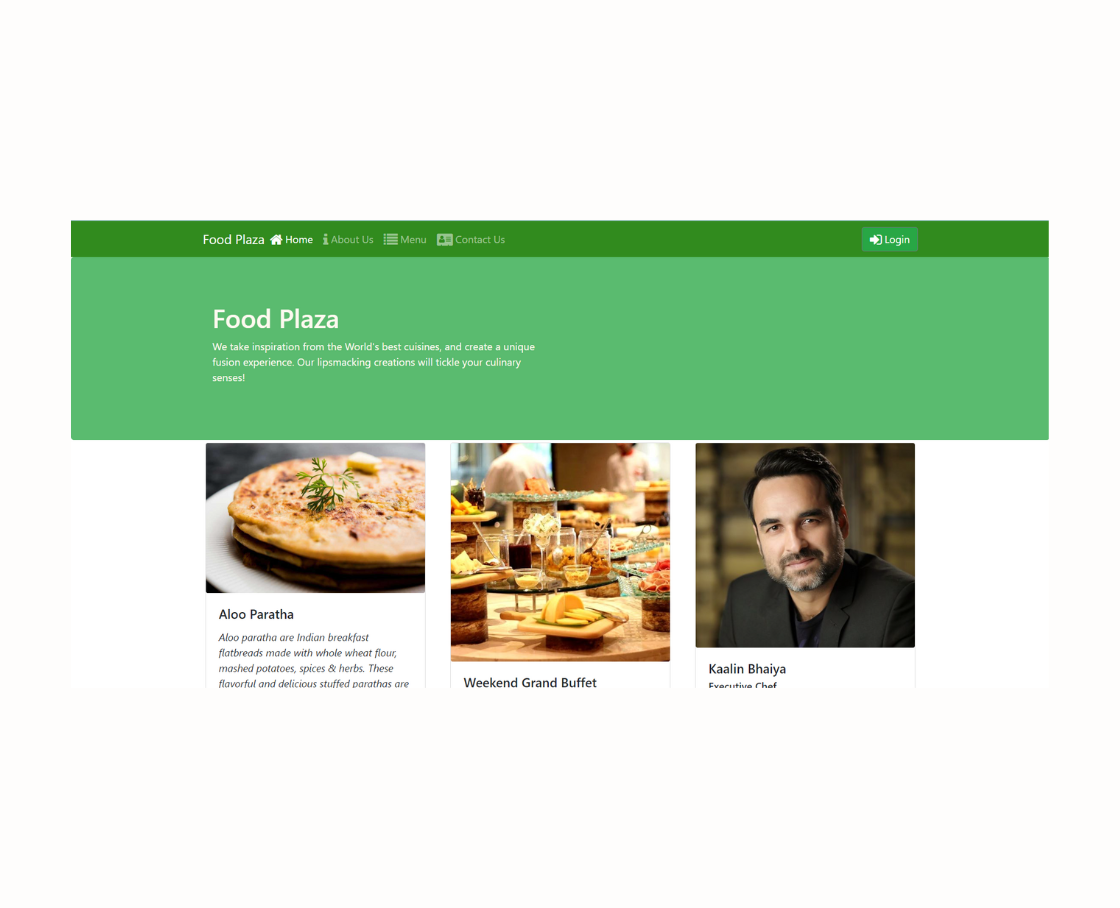 Food Plaza Home About Us Menu Contact Us Login
Food Plaza
We take inspiration from the World's best cuisines, and create a unique
fusion experience. Our lipsmacking creations will tickle your culinary
senses!
Aloo Paratha
Aloo paratha are Indian breakfast
flatbreads made with whole wheat flour,
mashed potatoes, spices & herbs. These
flavorful and delicious stuffed parathas are
Weekend Grand Buffet
Kaalin Bhaiya
Executive Chef